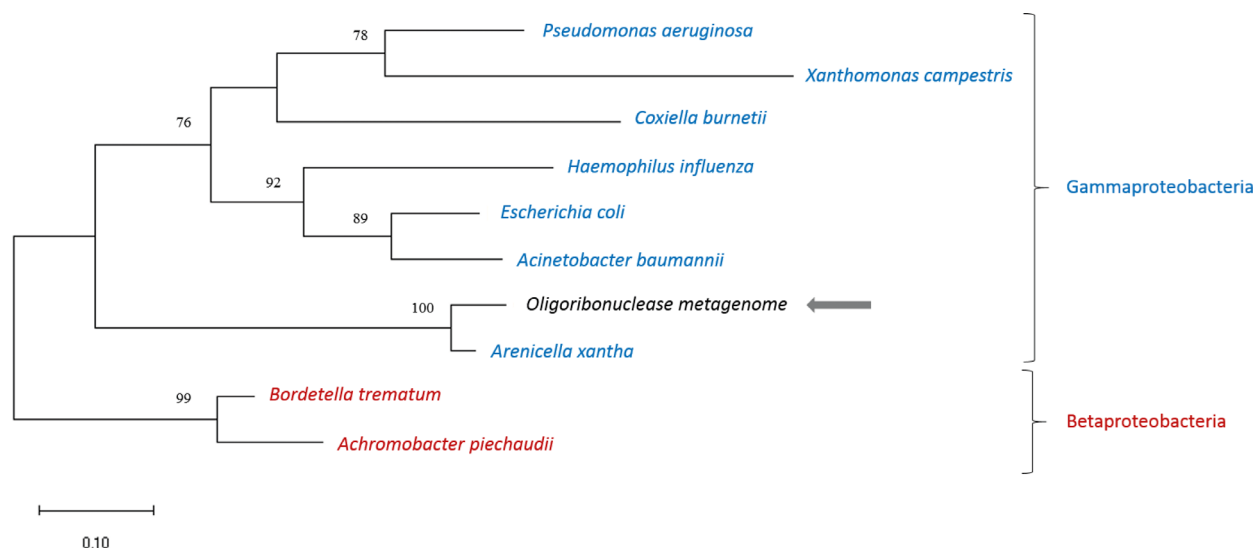 78
Pseudomonas aeruginosa
Xanthomonas campestris
76
Coxiella burnetii
92
Haemophilus influenza
Gammaproteobacteria
89
Escherichia coli
Acinetobacter baumannii
100
Oligoribonuclease metagenome
Arenicella xantha
99
Bordetella trematum
Betaproteobacteria
Achromobacter piechaudii
0.10